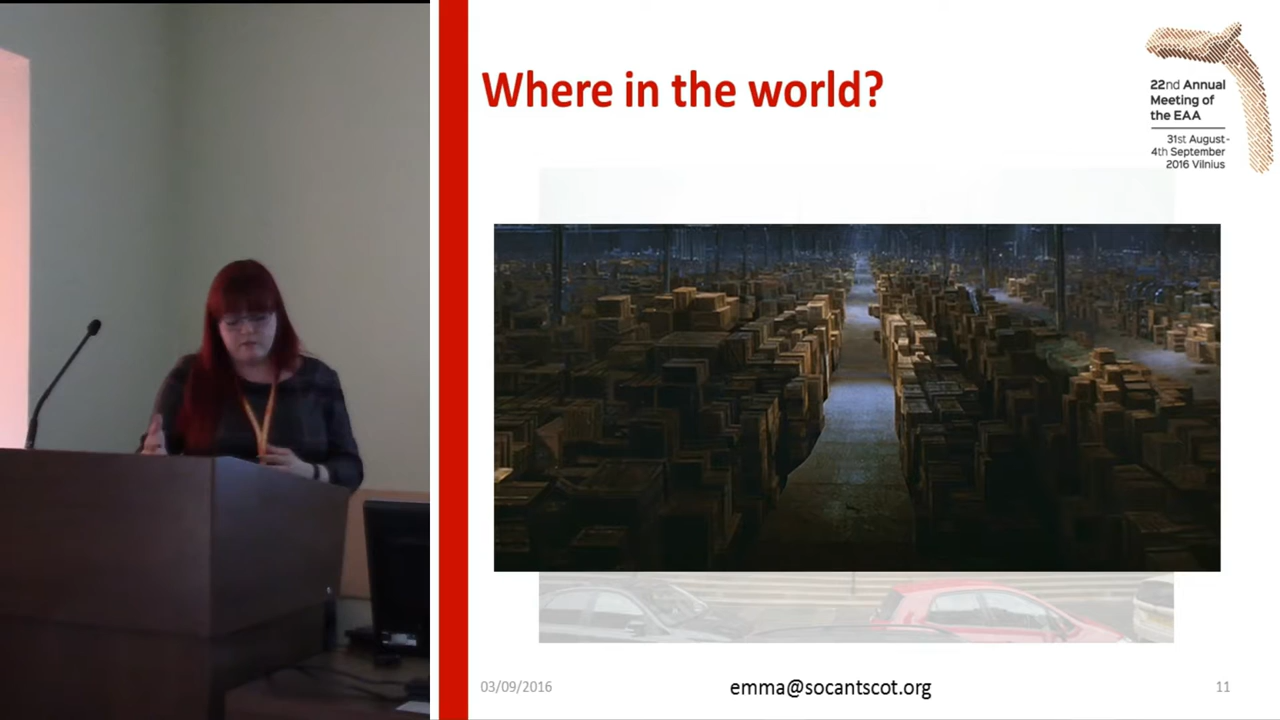 Where in the world?
22nd Annual
Meeting of
the EAA
31st August-
4th September
2016 Vilnius
03/09/2016
emma@socantscot.org
11